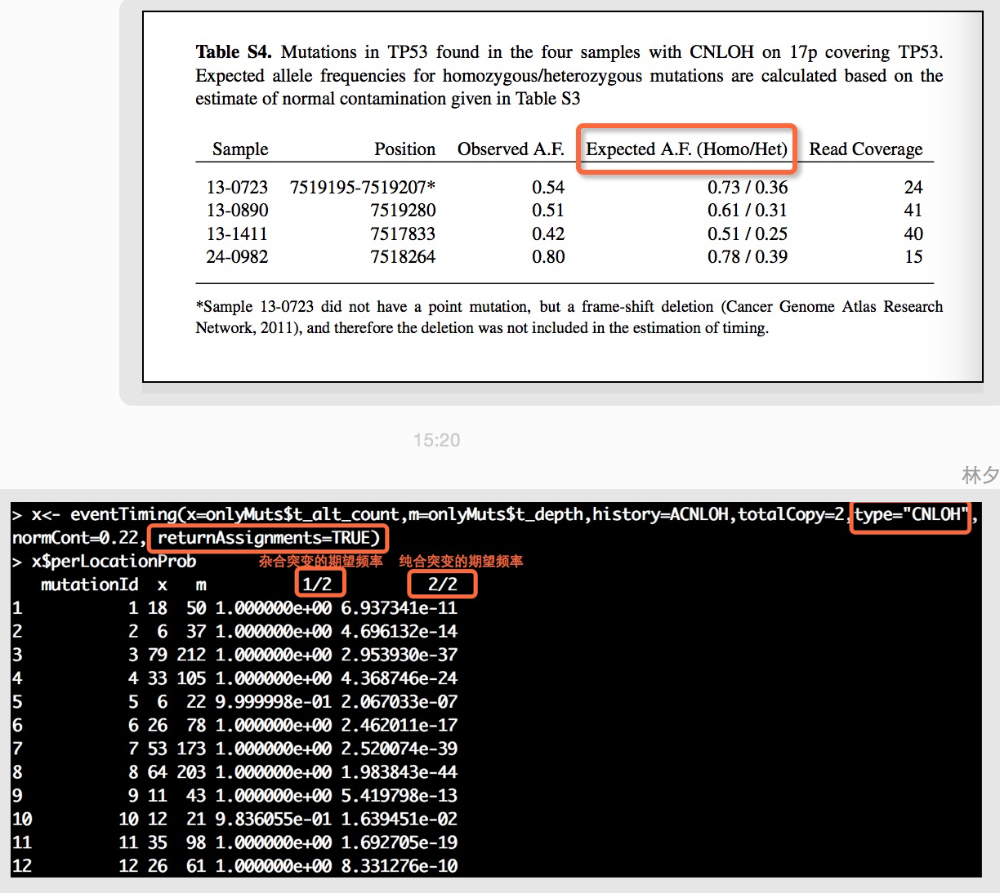 Table S4. Mutations in TP53 found in the four samples with CNLOH on 17p covering TP53.
Expected allele frequencies for homozygous/heterozygous mutations are calculated based on the
estimate of normal contamination given in Table S3
Sample Position Observed A.F. Expected A.F. (Homo/Het) Read Coverage
13-0723 7519195-7519207* 0.54 0.73 / 0.36 24
13-0890 7519280 0.51 0.61 / 0.31 41
13-1411 7517833 0.42 0.51 / 0.25 40
24-0982 7518264 0.80 0.78 / 0.39 15
*Sample 13-0723 did not have a point mutation, but a frame-shift deletion (Cancer Genome Atlas Research
Network, 2011), and therefore the deletion was not included in the estimation of timing.
15:20
林夕
> x<- eventTiming(x=onlyMuts$t_alt_count,m=onlyMuts$t_depth,history=ACNLOH,totalCopy=2,type="CNLOH",
normCont=0.22, returnAssignments=TRUE)
> x$perLocationProb 杂合突变的期望频率 纯合突变的期望频率
mutationId x m 1/2 2/2
1 1 18 50 1.000000e+00 6.937341e-11
2 2 6 37 1.000000e+00 4.696132e-14
3 3 79 212 1.000000e+00 2.953930e-37
4 4 33 105 1.000000e+00 4.368746e-24
5 5 6 22 9.999998e-01 2.067033e-07
6 6 26 78 1.000000e+00 2.462011e-17
7 7 53 173 1.000000e+00 2.520074e-39
8 8 64 203 1.000000e+00 1.983843e-44
9 9 11 43 1.000000e+00 5.419798e-13
10 10 12 21 9.836055e-01 1.639451e-02
11 11 35 98 1.000000e+00 1.692705e-19
12 12 26 61 1.000000e+00 8.331276e-10